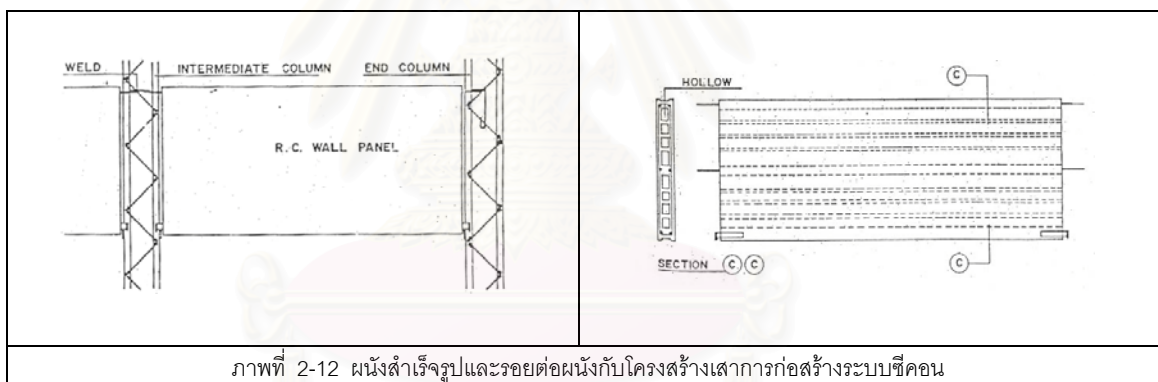 WELD INTERMEDIATE COLUMN END COLUMN
R.C. WALL PANEL
HOLLOW
C
SECTION C C
C
ภาพที่ 2-12 ผนังสำเร็จรูปและรอยต่อผนังกับโครงสร้างเสาการก่อสร้างระบบซีคอน